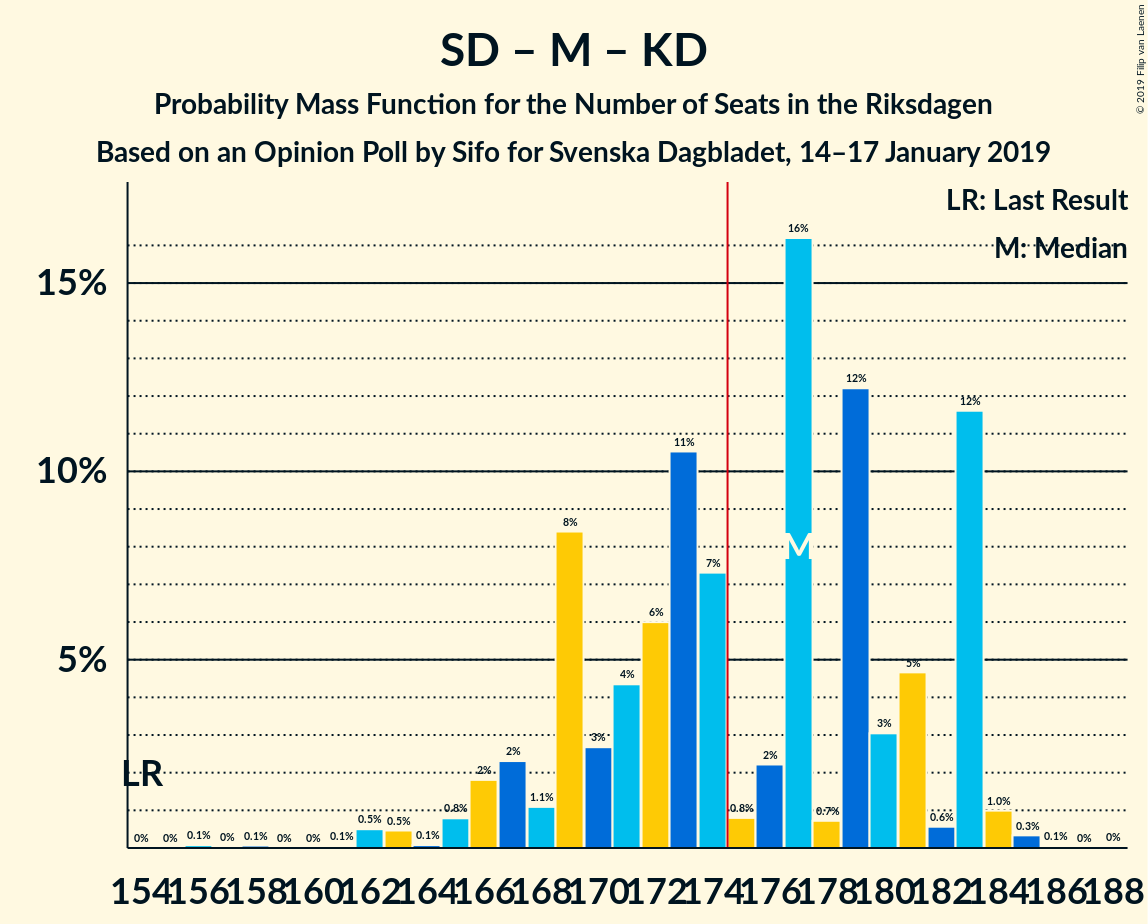 SD – M – KD
Probability Mass Function for the Number of Seats in the Riksdagen
Based on an Opinion Poll by Sifo for Svenska Dagbladet, 14–17 January 2019
© 2019 Filip van Laenen
LR: Last Result
M: Median
15%
10%
5%
LR
M
0% 0% 0.1% 0% 0.1% 0% 0% 0.1% 0.5% 0.5% 0.1% 0.8% 2% 2% 1.1% 8% 3% 4% 6% 11% 7% 0.8% 2% 16% 0.7% 12% 3% 5% 0.6% 12% 1.0% 0.3% 0.1% 0% 0%
154 156 158 160 162 164 166 168 170 172 174 176 178 180 182 184 186 188